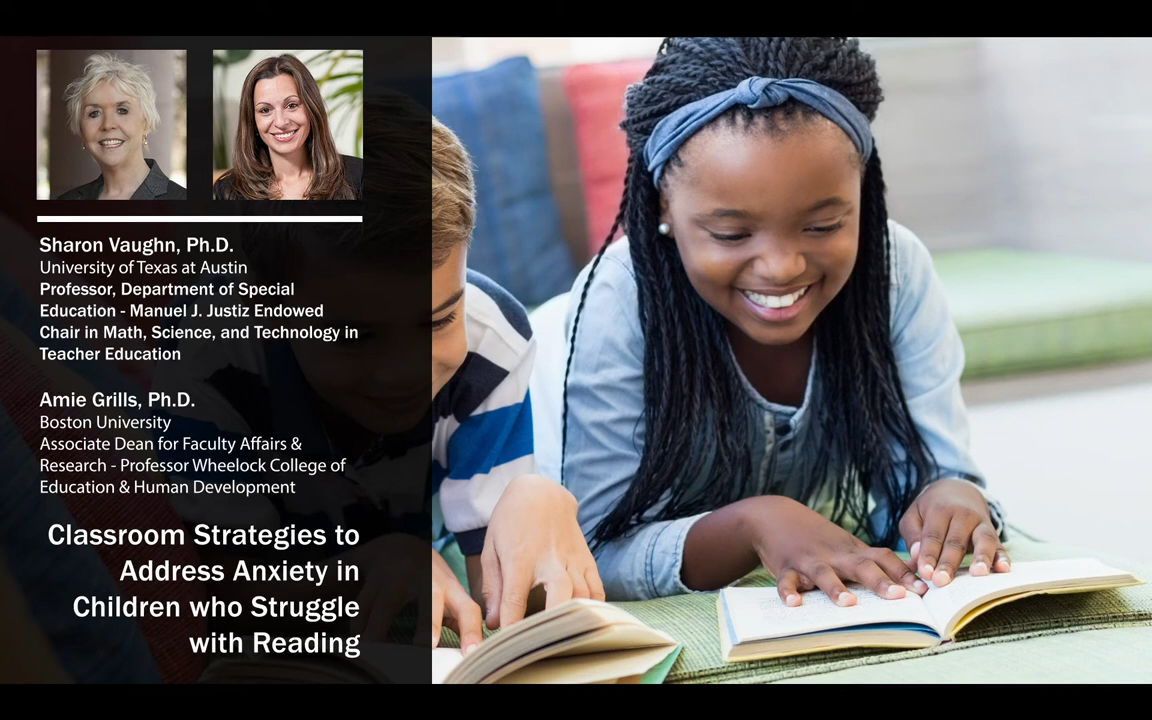 Sharon Vaughn, Ph.D.
University of Texas at Austin
Professor, Department of Special
Education - Manuel J. Justiz Endowed
Chair in Math, Science, and Technology in
Teacher Education
Amie Grills, Ph.D.
Boston University
Associate Dean for Faculty Affairs &
Research - Professor Wheelock College of
Education & Human Development
Classroom Strategies to
Address Anxiety in
Children who Struggle
with Reading